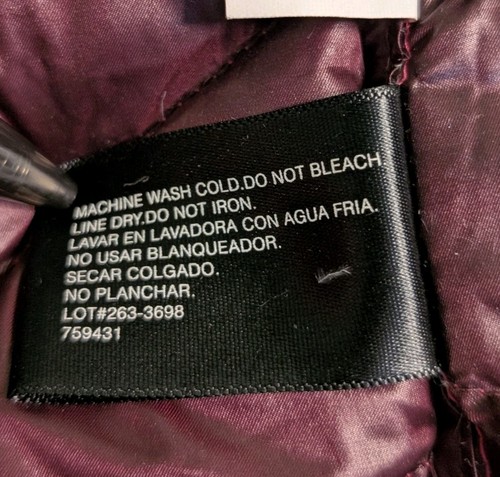 MACHINE WASH COLD.DO NOT BLEACH.
LINE DRY.DO NOT IRON.
LAVAR EN LAVADORA CON AGUA FRIA.
NO USAR BLANQUEADOR.
SECAR COLGADO.
NO PLANCHAR.
LOT#263-3698
759431